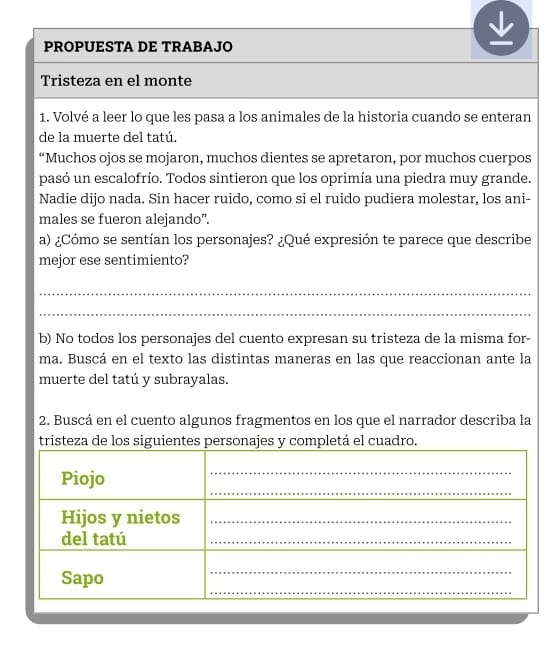 PROPUESTA DE TRABAJO
Tristeza en el monte
1. Volvé a leer lo que les pasa a los animales de la historia cuando se enteran
de la muerte del tatú.
“Muchos ojos se mojaron, muchos dientes se apretaron, por muchos cuerpos
pasó un escalofrío. Todos sintieron que los oprimía una piedra muy grande.
Nadie dijo nada. Sin hacer ruido, como si el ruido pudiera molestar, los ani-
males se fueron alejando”.
a) ¿Cómo se sentían los personajes? ¿Qué expresión te parece que describe
mejor ese sentimiento?
b) No todos los personajes del cuento expresan su tristeza de la misma for-
ma. Buscá en el texto las distintas maneras en las que reaccionan ante la
muerte del tatú y subrayalas.
2. Buscá en el cuento algunos fragmentos en los que el narrador describa la
tristeza de los siguientes personajes y completá el cuadro.
Piojo
Hijos y nietos
del tatú
Sapo